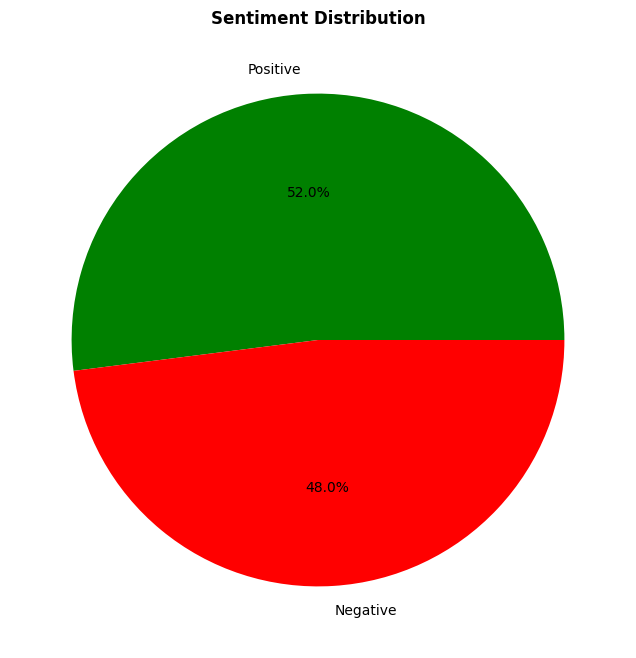 Sentiment Distribution
Positive
52.0%
48.0%
Negative